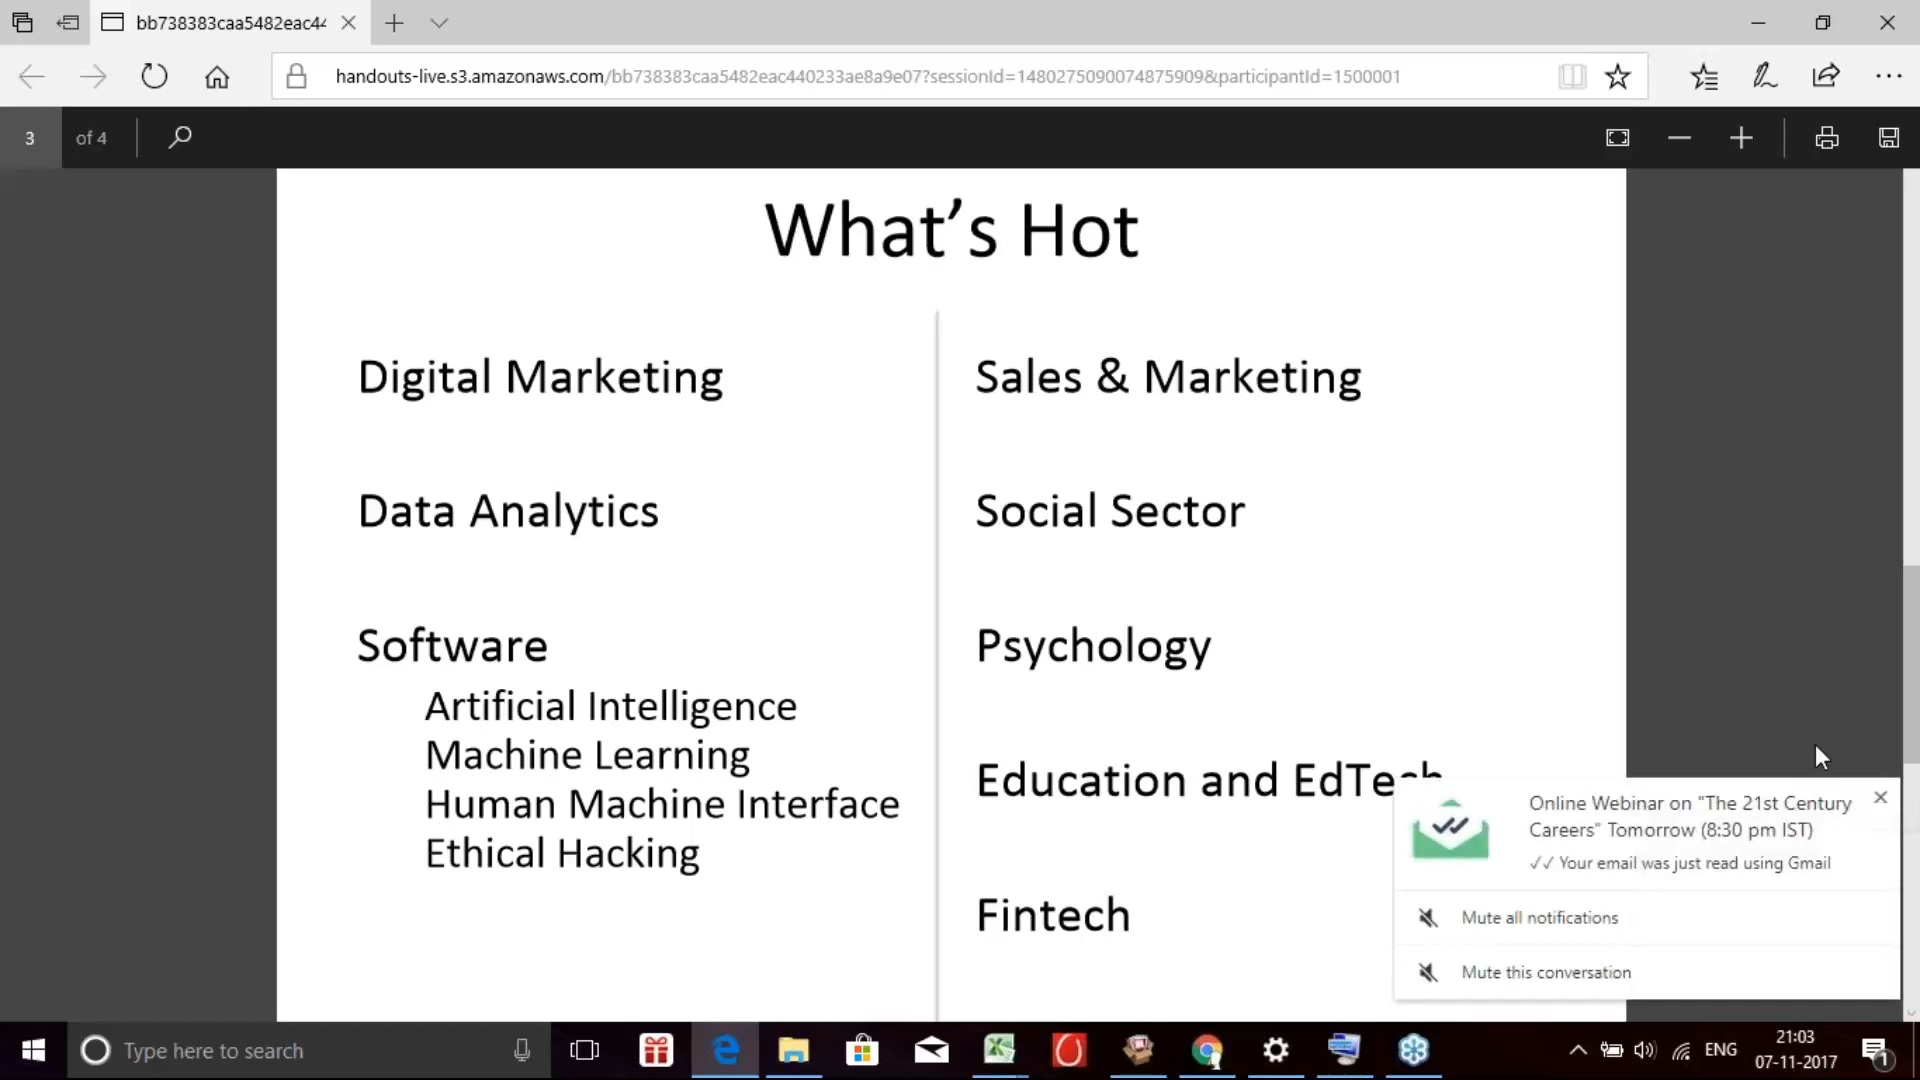 bb738383caa5482eac44
handouts-live.s3.amazonaws.com/bb738383caa5482eac440233ae8a9e07?sessionId=1480275090074875909&participantId=1500001
3 of 4
What's Hot
Digital Marketing
Data Analytics
Software
Artificial Intelligence
Machine Learning
Human Machine Interface
Ethical Hacking
Sales & Marketing
Social Sector
Psychology
Education and EdTech
Fintech
Online Webinar on "The 21st Century
Careers" Tomorrow (8:30 pm IST)
✓✓ Your email was just read using Gmail
Mute all notifications
Mute this conversation
Type here to search
ENG
21:03
07-11-2017
1